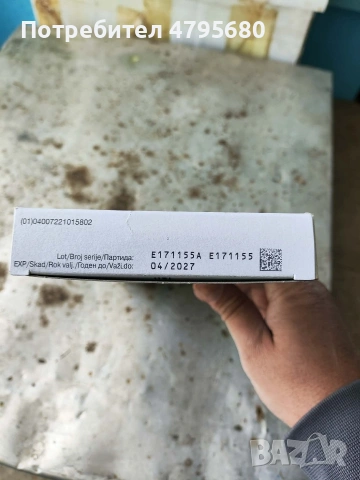 Потребител 4795680
(01)04007221015802
Lot/Broj serije/Партида: E171155A E171155
EXP/Skad/Rok valj./Годен до/Važi do: 04/2027
BAZAR